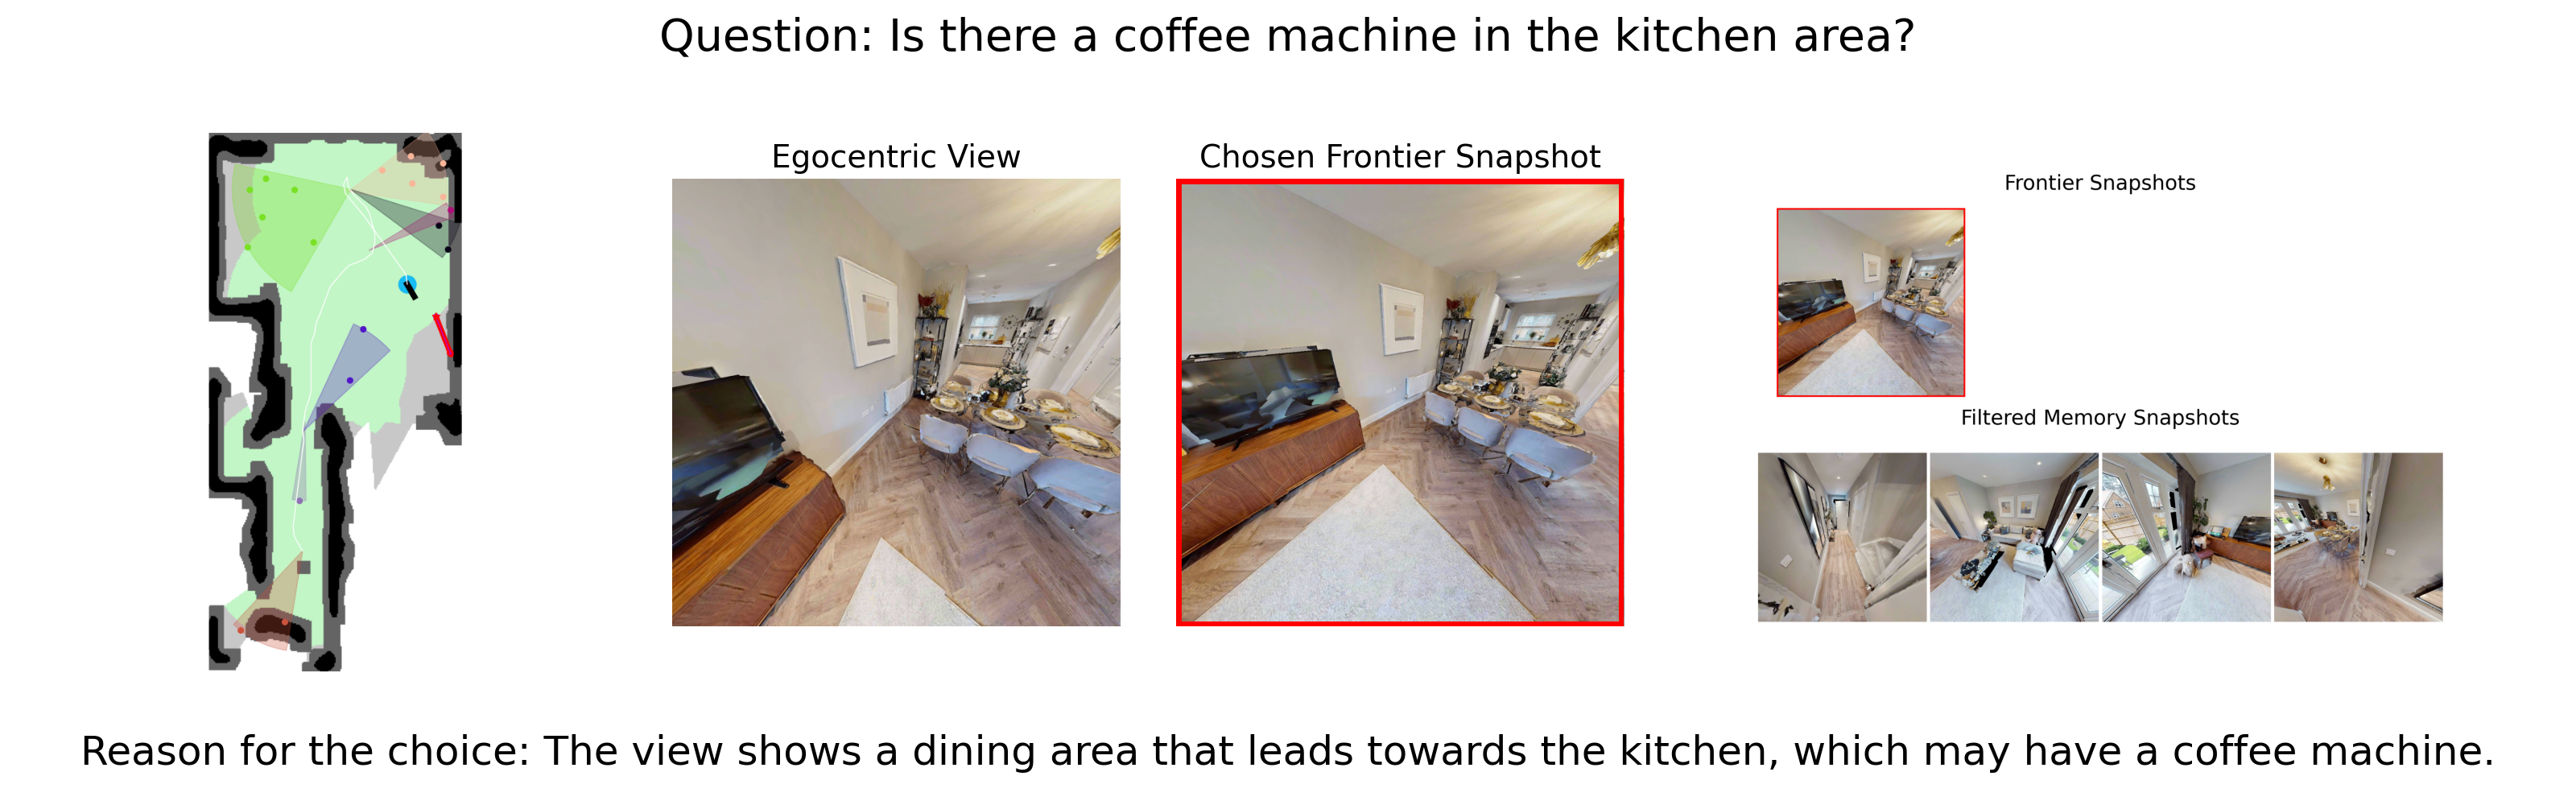 Question: Is there a coffee machine in the kitchen area?
Egocentric View
Chosen Frontier Snapshot
Frontier Snapshots
Filtered Memory Snapshots
Reason for the choice: The view shows a dining area that leads towards the kitchen, which may have a coffee machine.